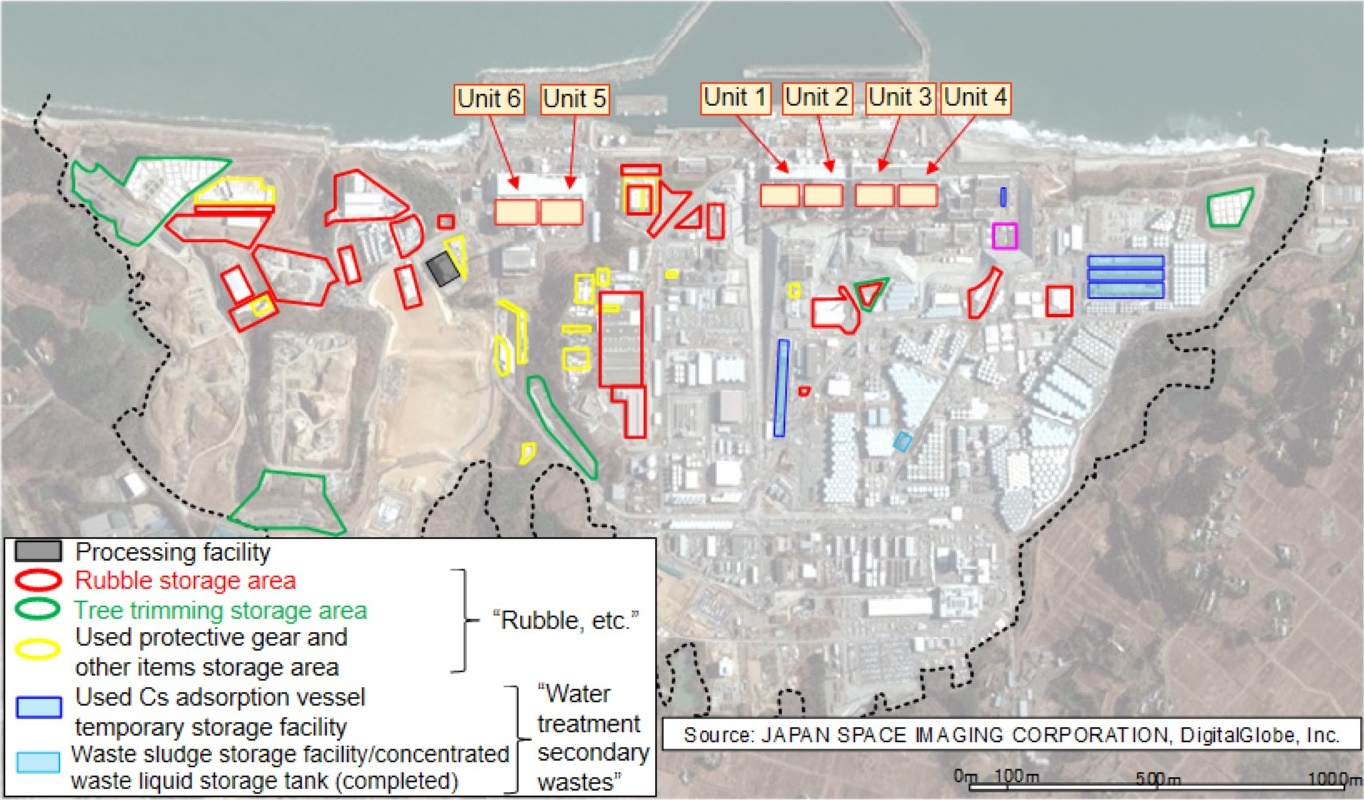 Unit 6
Unit 5
Unit 1
Unit 2
Unit 3
Unit 4
Processing facility
Rubble storage area
Tree trimming storage area
Used protective gear and
other items storage area
“Rubble, etc.”
Used Cs adsorption vessel
temporary storage facility
Waste sludge storage facility/concentrated
waste liquid storage tank (completed)
“Water
treatment
secondary
wastes”
Source: JAPAN SPACE IMAGING CORPORATION, DigitalGlobe, Inc.
0m 100m 500m 1000m